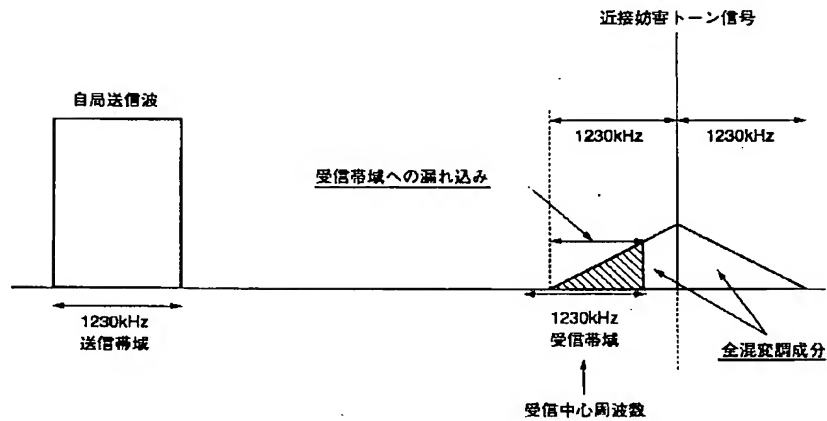 近接妨害トーン信号
自局送信波
1230kHz
1230kHz
受信帯域への漏れ込み
1230kHz
送信帯域
1230kHz
受信帯域
全混変調成分
受信中心周波数